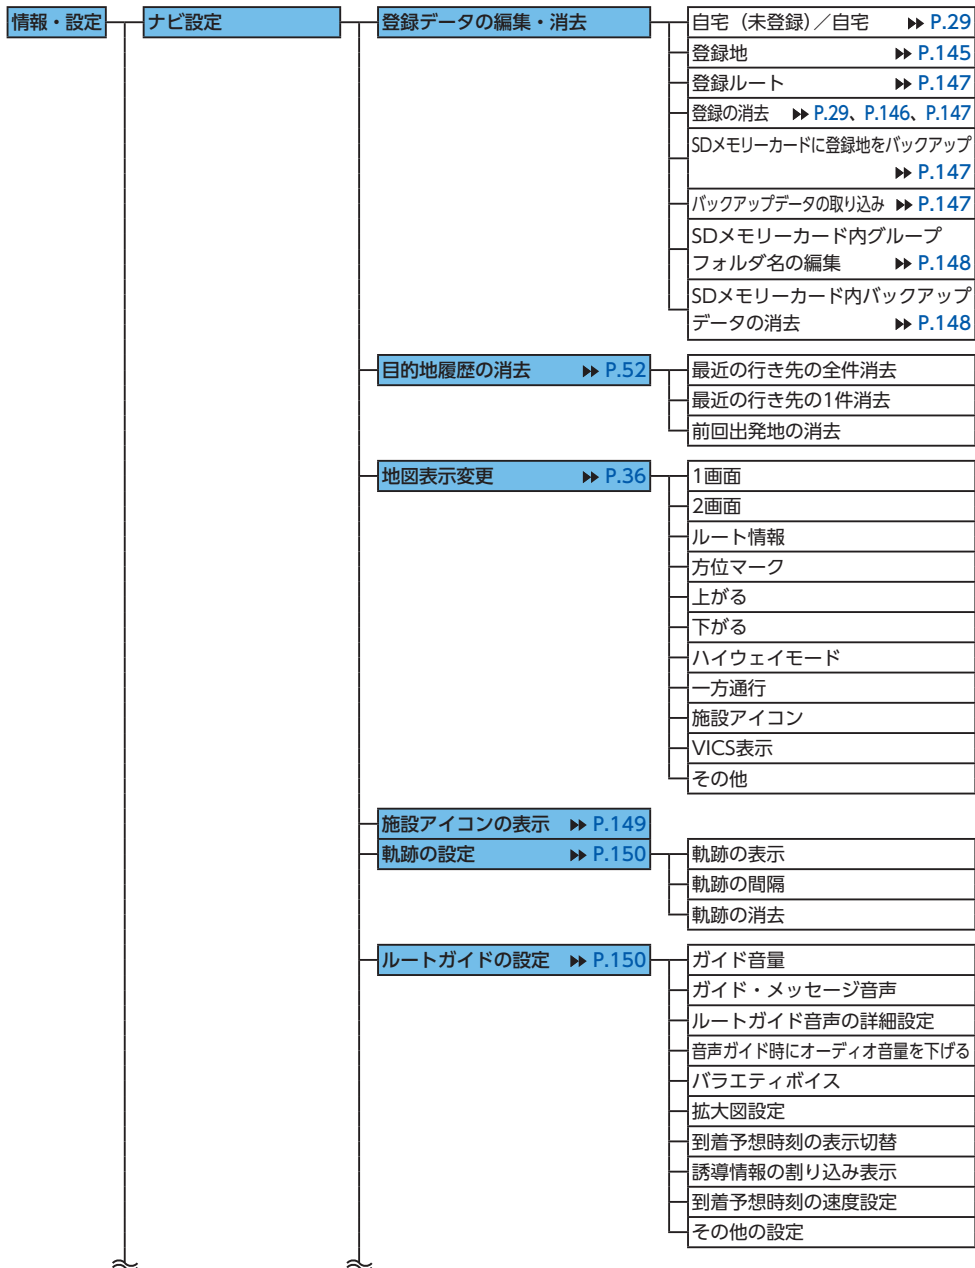 情報・設定
ナビ設定
登録データの編集・消去
自宅（未登録）／自宅 P.29
登録地 P.145
登録ルート P.147
登録の消去 P.29、P.146、P.147
SDメモリーカードに登録地をバックアップ
P.147
バックアップデータの取り込み P.147
SDメモリーカード内グループ
フォルダ名の編集 P.148
SDメモリーカード内バックアップ
データの消去 P.148
目的地履歴の消去 P.52
最近の行き先の全件消去
最近の行き先の1件消去
前回出発地の消去
地図表示変更 P.36
1画面
2画面
ルート情報
方位マーク
上がる
下がる
ハイウェイモード
一方通行
施設アイコン
VICS表示
その他
施設アイコンの表示 P.149
軌跡の設定 P.150
軌跡の表示
軌跡の間隔
軌跡の消去
ルートガイドの設定 P.150
ガイド音量
ガイド・メッセージ音声
ルートガイド音声の詳細設定
音声ガイド時にオーディオ音量を下げる
バラエティボイス
拡大図設定
到着予想時刻の表示切替
誘導情報の割り込み表示
到着予想時刻の速度設定
その他の設定